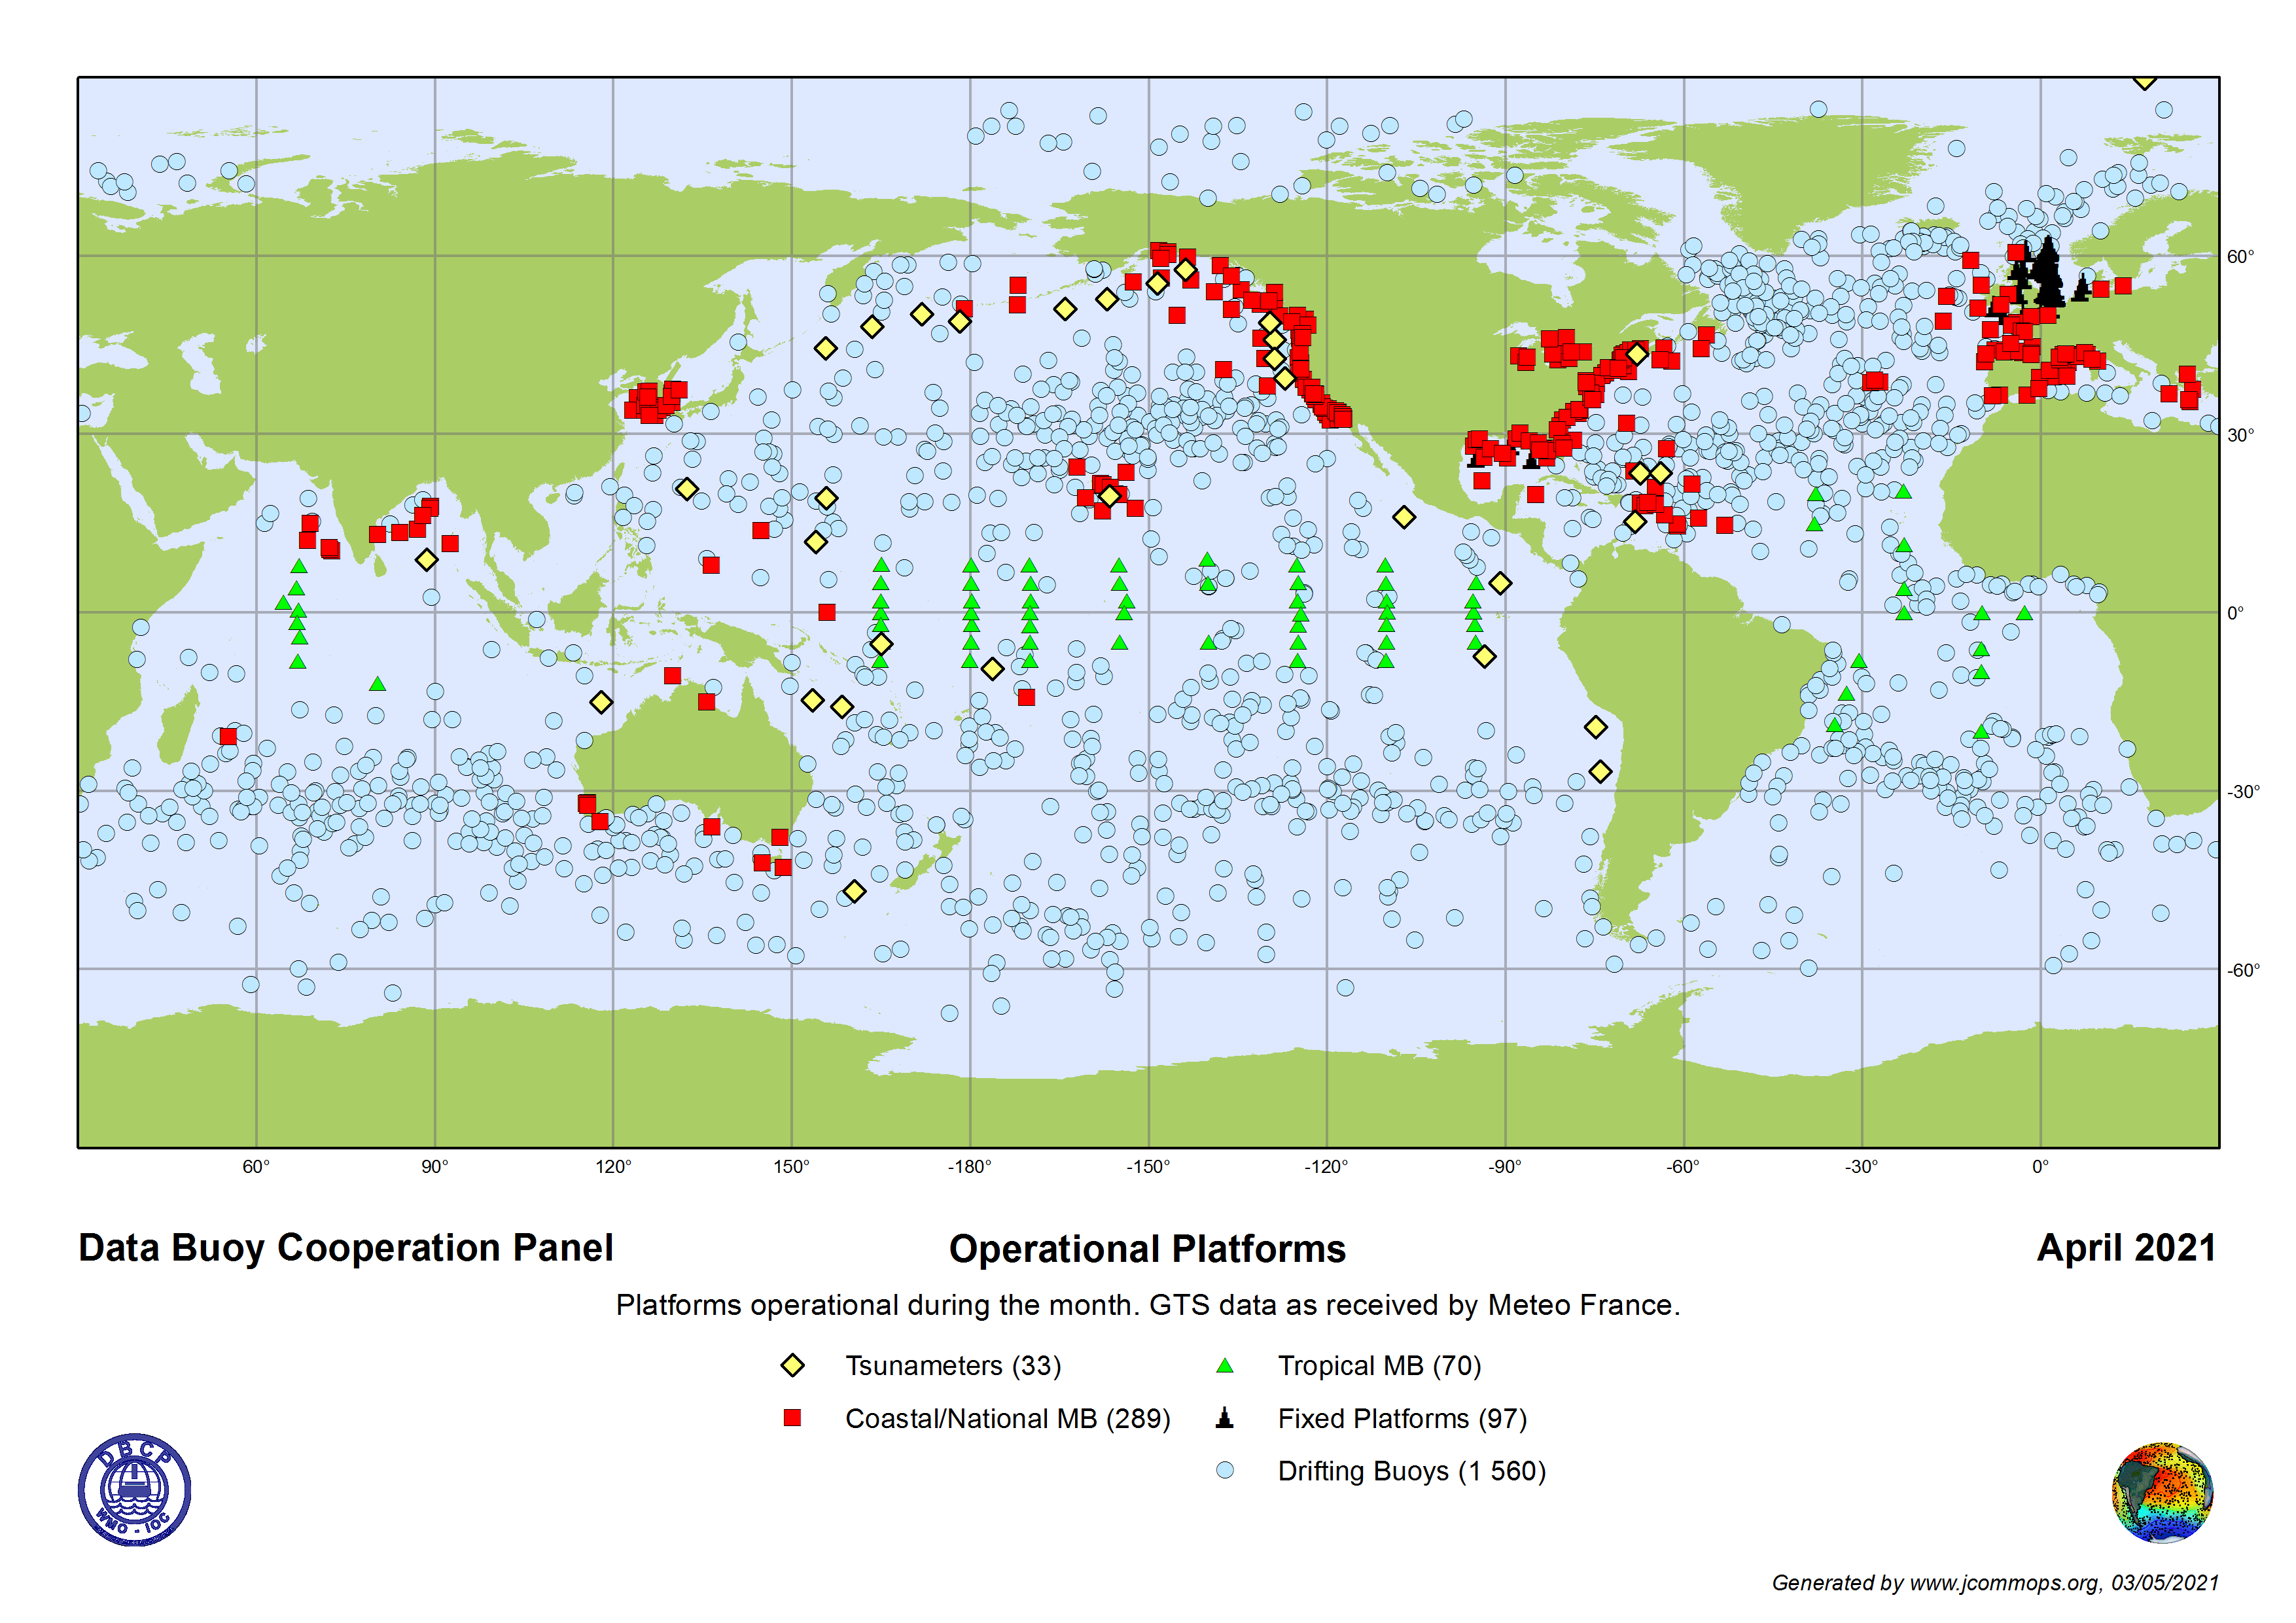 60°
30°
0°
-30°
-60°
60°
90°
120°
150°
-180°
-150°
-120°
-90°
-60°
-30°
0°
Data Buoy Cooperation Panel
Operational Platforms
April 2021
Platforms operational during the month. GTS data as received by Meteo France.
Tsunameters (33)
Tropical MB (70)
Coastal/National MB (289)
Fixed Platforms (97)
Drifting Buoys (1 560)
DBCP
WMO - IOC
Generated by www.jcommops.org, 03/05/2021